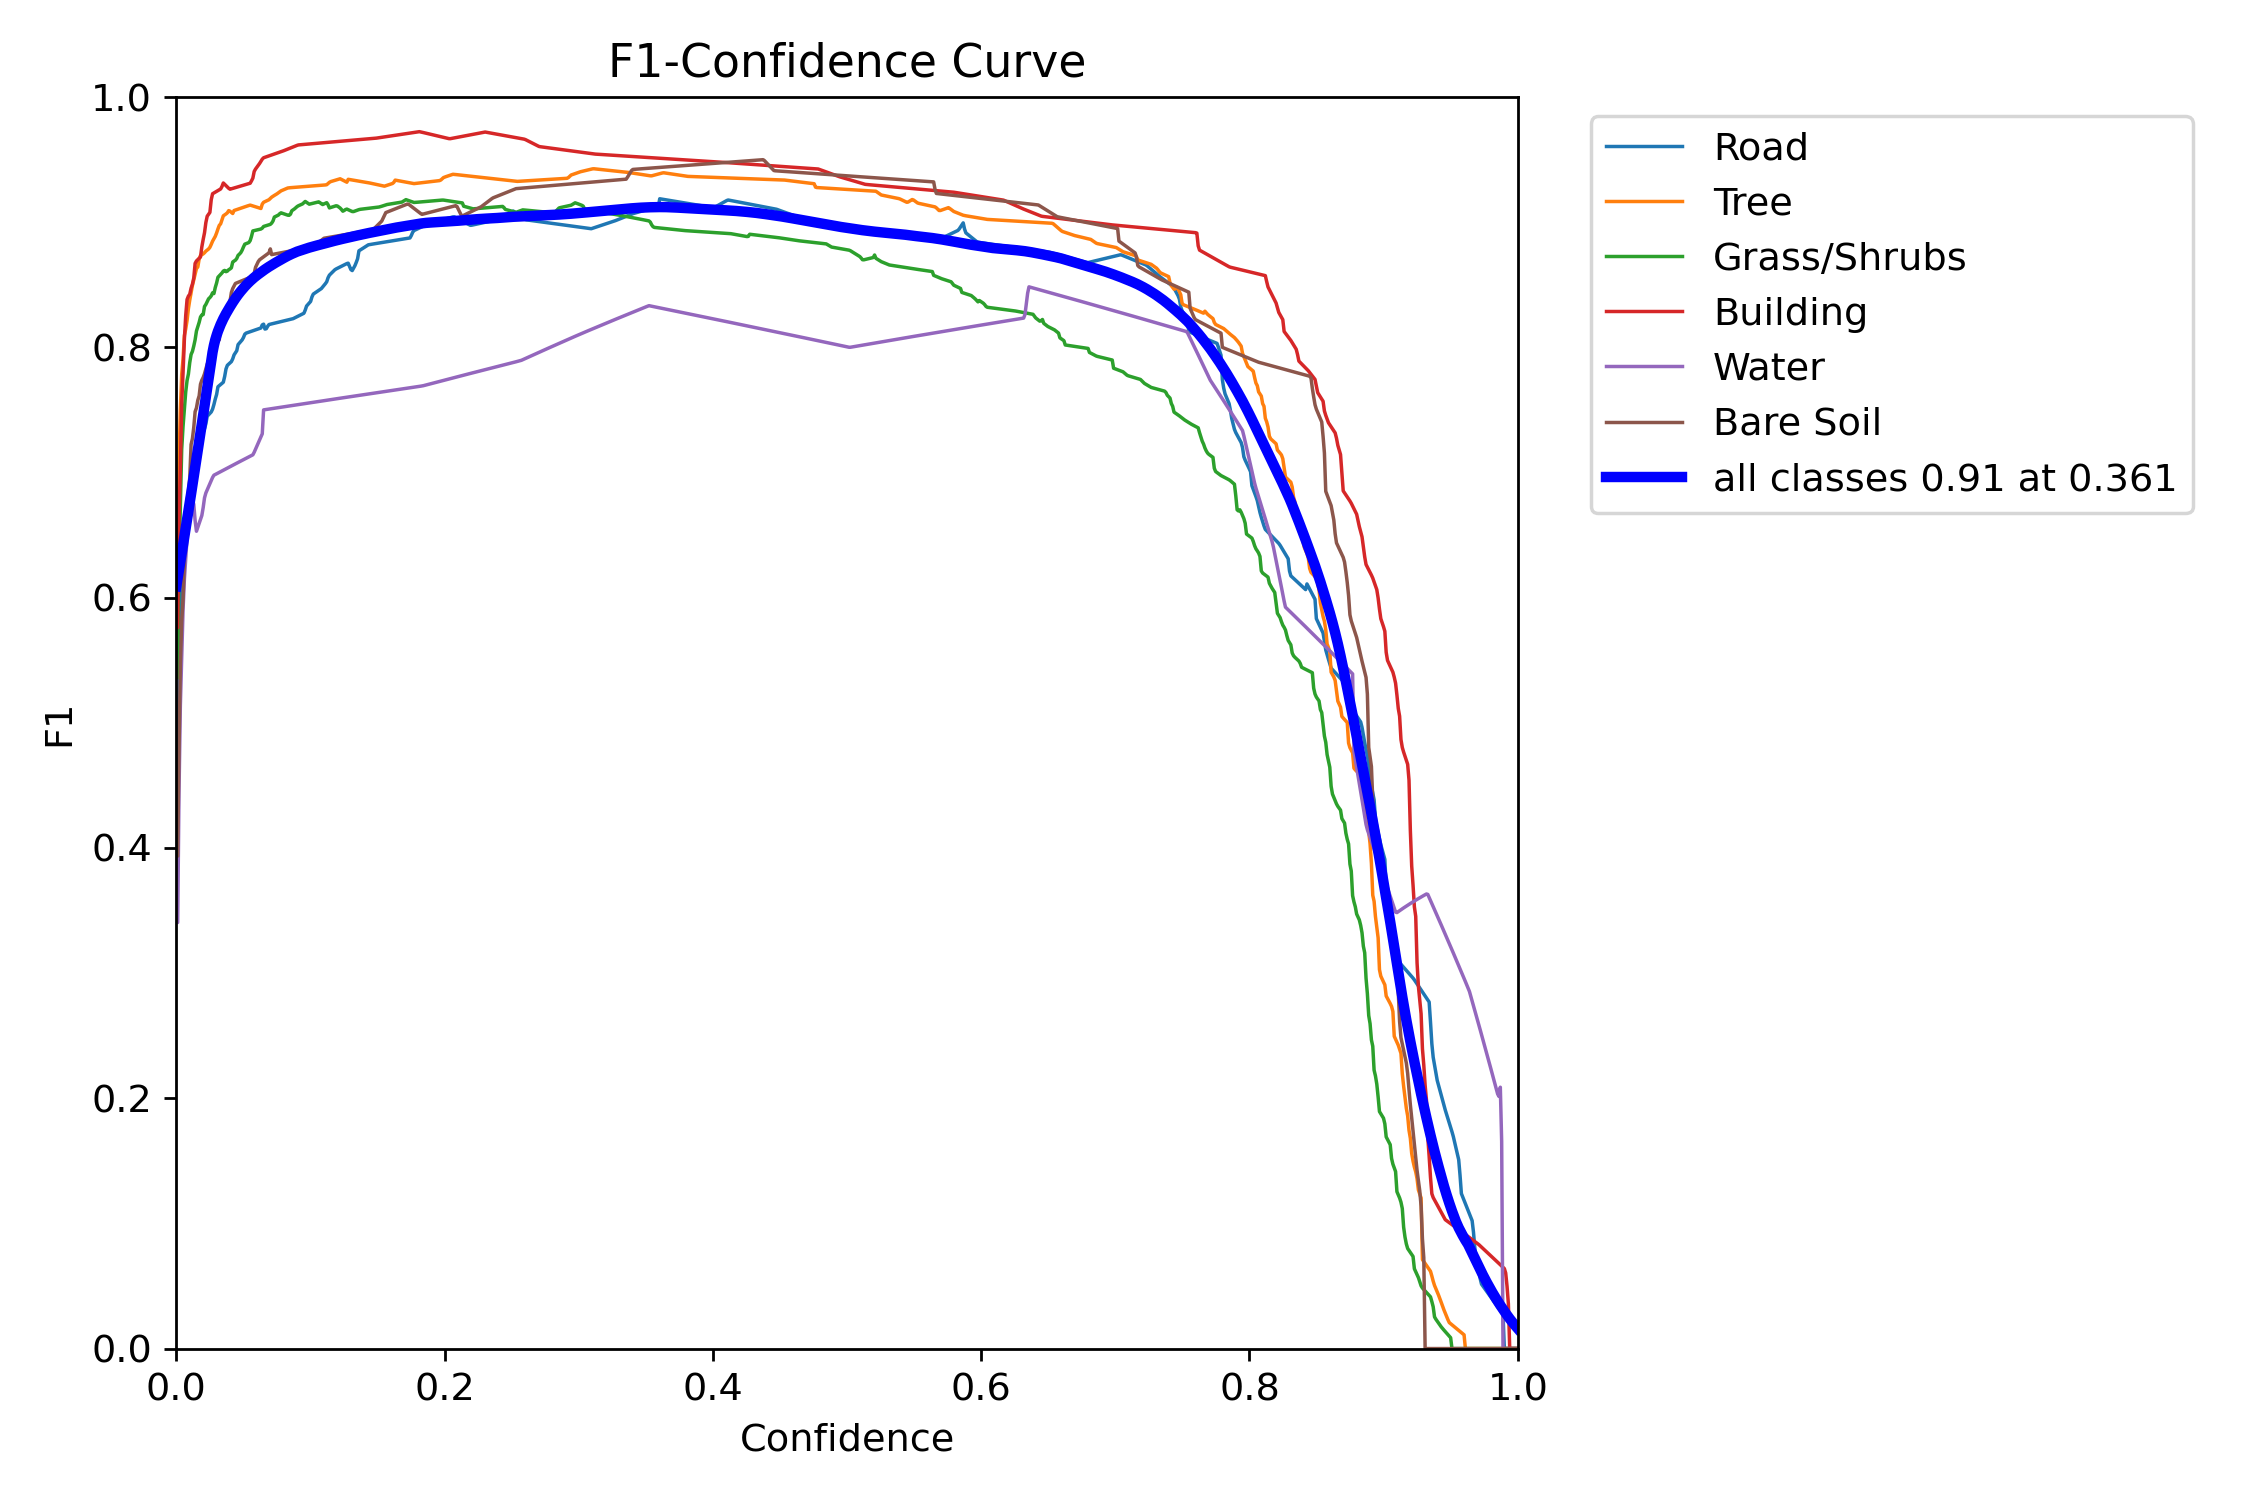 F1-Confidence Curve
1.0
0.8
0.6
0.4
0.2
0.0
F1
0.0 0.2 0.4 0.6 0.8 1.0
Confidence
Road
Tree
Grass/Shrubs
Building
Water
Bare Soil
all classes 0.91 at 0.361